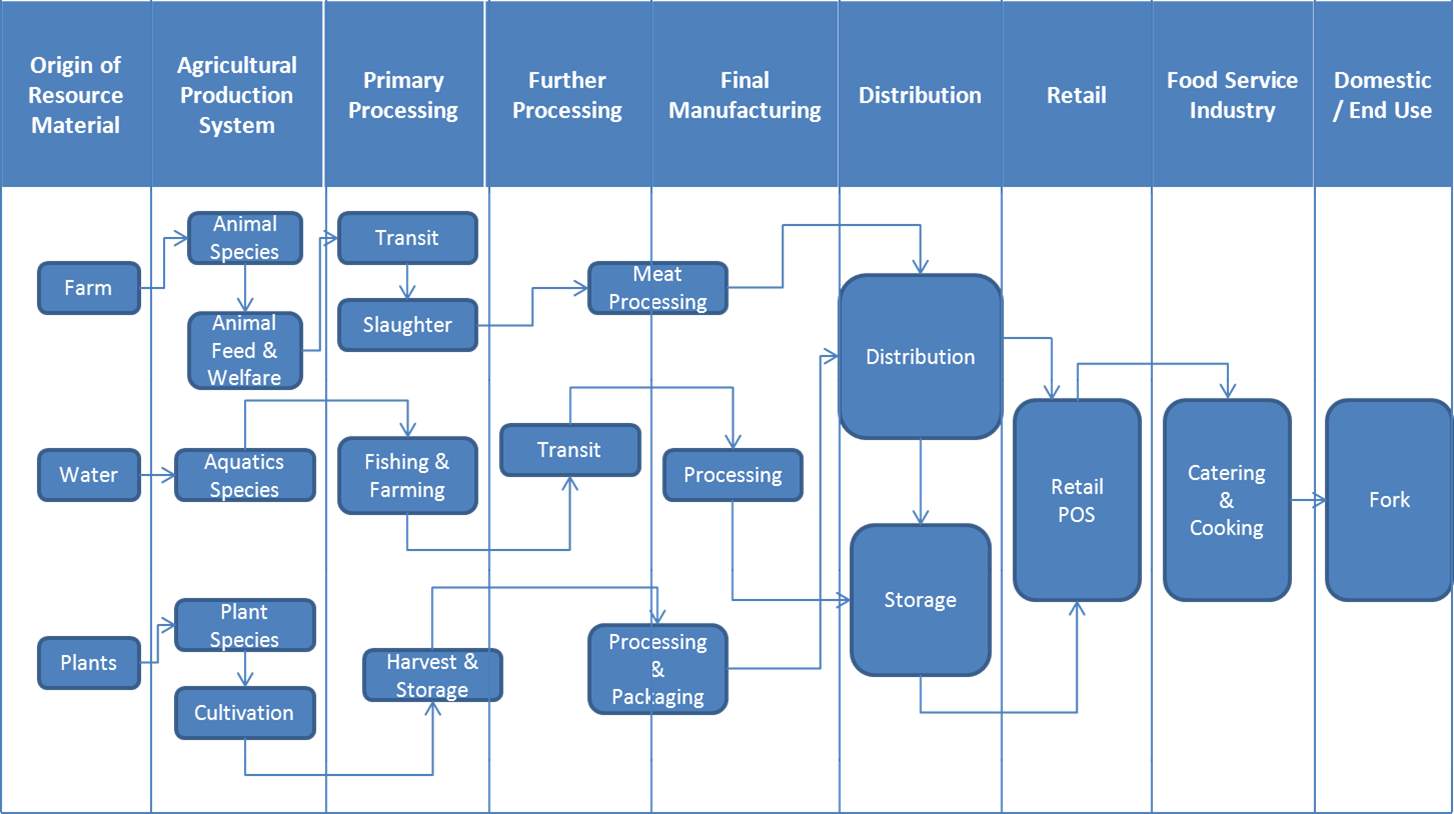 Origin of
Resource
Material
Agricultural
Production
System
Primary
Processing
Further
Processing
Final
Manufacturing
Distribution
Retail
Food Service
Industry
Domestic
/ End Use
Farm
Animal
Species
Animal
Feed &
Welfare
Transit
Slaughter
Meat
Processing
Distribution
Water
Aquatics
Species
Fishing &
Farming
Transit
Processing
Retail
POS
Catering
&
Cooking
Fork
Plants
Plant
Species
Cultivation
Harvest &
Storage
Processing
&
Packaging
Storage